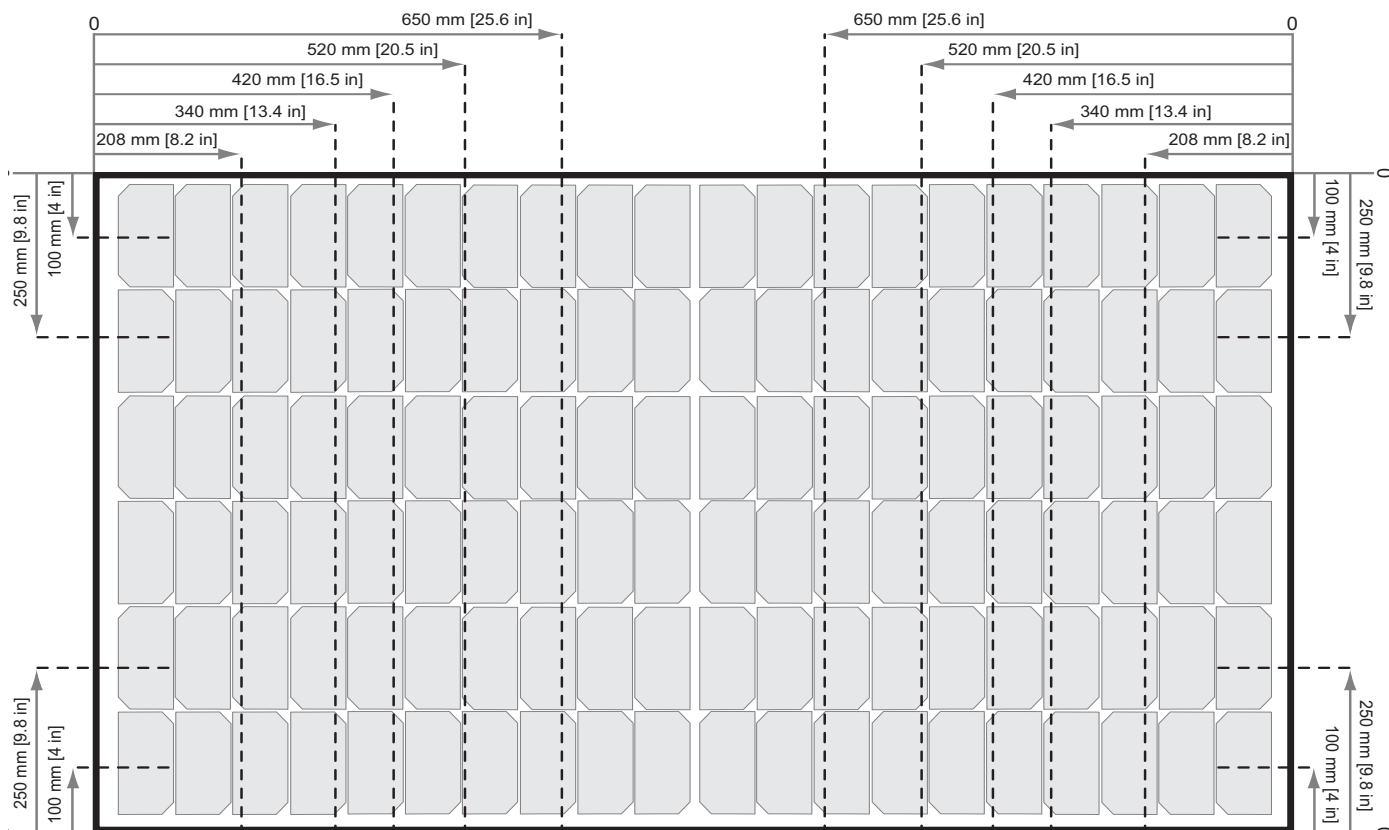 0
650 mm [25.6 in]
650 mm [25.6 in]
0
520 mm [20.5 in]
520 mm [20.5 in]
420 mm [16.5 in]
420 mm [16.5 in]
340 mm [13.4 in]
340 mm [13.4 in]
208 mm [8.2 in]
208 mm [8.2 in]
0
250 mm [9.8 in]
100 mm [4 in]
100 mm [4 in]
250 mm [9.8 in]
250 mm [9.8 in]
100 mm [4 in]
100 mm [4 in]
250 mm [9.8 in]